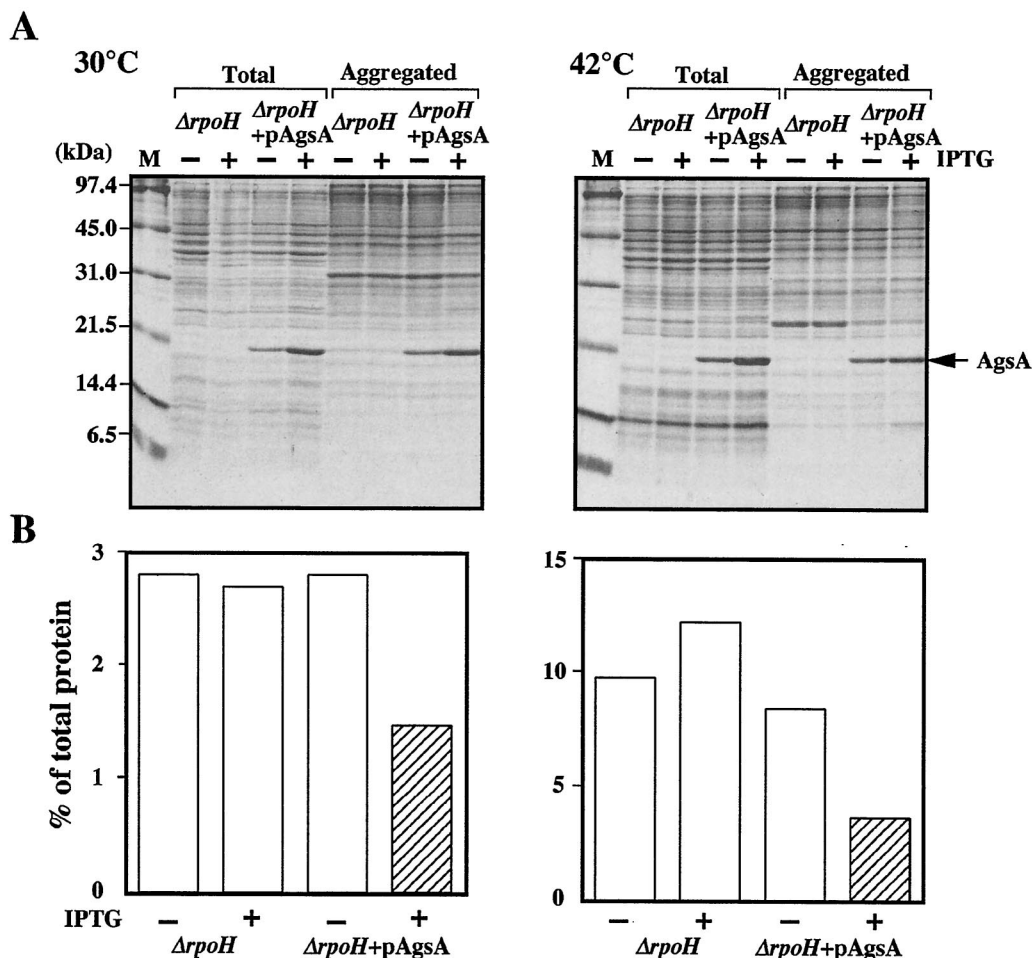 A
30°C
42°C
Total
Aggregated
Total
Aggregated
ΔrpoH
ΔrpoH
+pAgsA
ΔrpoH
ΔrpoH
+pAgsA
ΔrpoH
ΔrpoH
+pAgsA
ΔrpoH
ΔrpoH
+pAgsA
(kDa) M − + − + − + − +
M − + − + − + − + IPTG
97.4
45.0
31.0
21.5
14.4
6.5
AgsA
B
% of total protein
3
2
1
0
15
10
5
0
IPTG − + − +
− + − +
ΔrpoH ΔrpoH+pAgsA
ΔrpoH ΔrpoH+pAgsA